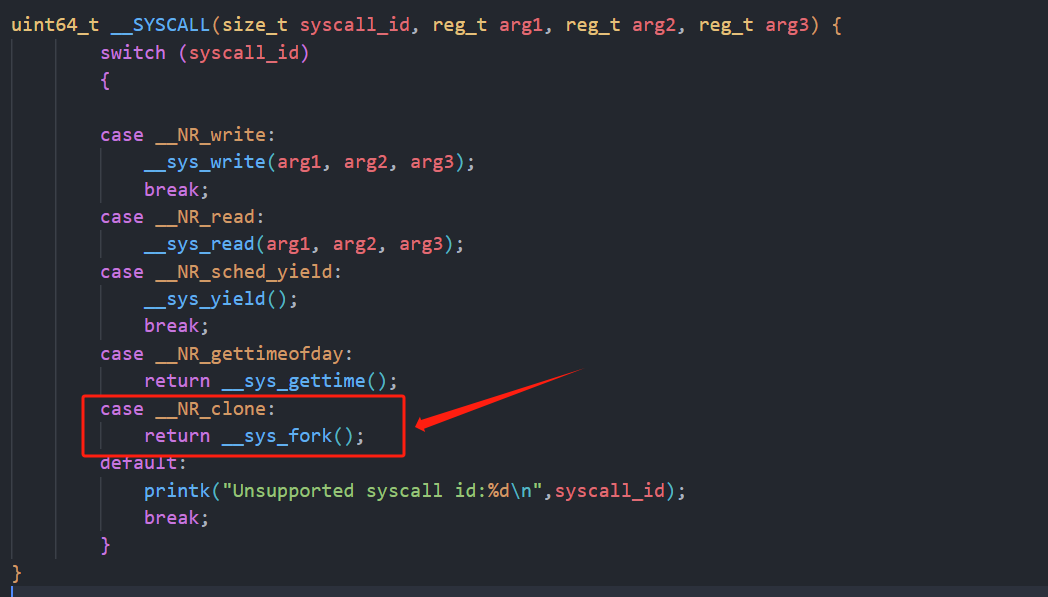 uint64_t __SYSCALL(size_t syscall_id, reg_t arg1, reg_t arg2, reg_t arg3) {
switch (syscall_id)
{
case __NR_write:
__sys_write(arg1, arg2, arg3);
break;
case __NR_read:
__sys_read(arg1, arg2, arg3);
case __NR_sched_yield:
__sys_yield();
break;
case __NR_gettimeofday:
return __sys_gettime();
case __NR_clone:
return __sys_fork();
default:
printk("Unsupported syscall id:%d\n",syscall_id);
break;
}
}